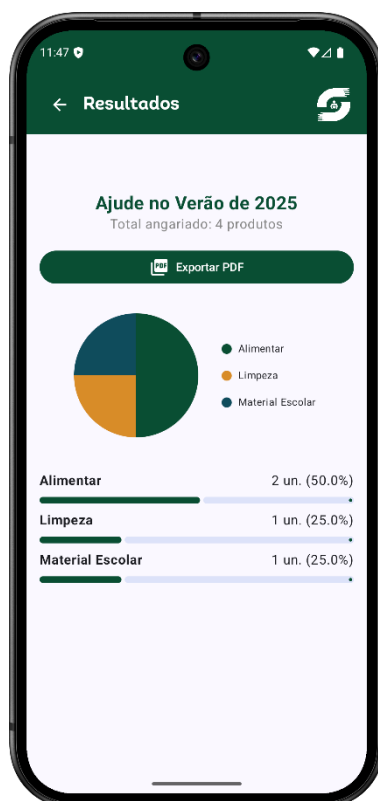 11:47
Resultados
Ajude no Verão de 2025
Total angariado: 4 produtos
PDF Exportar PDF
Alimentar
Limpeza
Material Escolar
Alimentar 2 un. (50.0%)
Limpeza 1 un. (25.0%)
Material Escolar 1 un. (25.0%)